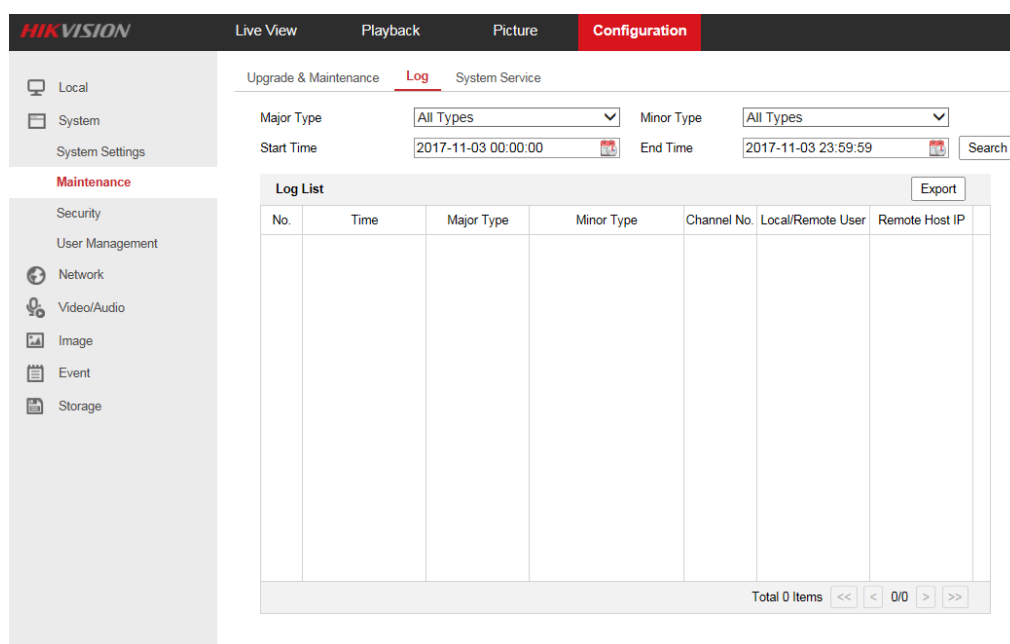 HIKVISION Live View Playback Picture Configuration
Upgrade & Maintenance Log System Service
Local
System
System Settings
Maintenance
Security
User Management
Network
Video/Audio
Image
Event
Storage
Major Type All Types Minor Type All Types
Start Time 2017-11-03 00:00:00 End Time 2017-11-03 23:59:59 Search
Log List Export
No. Time Major Type Minor Type Channel No. Local/Remote User Remote Host IP
Total 0 Items << < 0/0 > >>